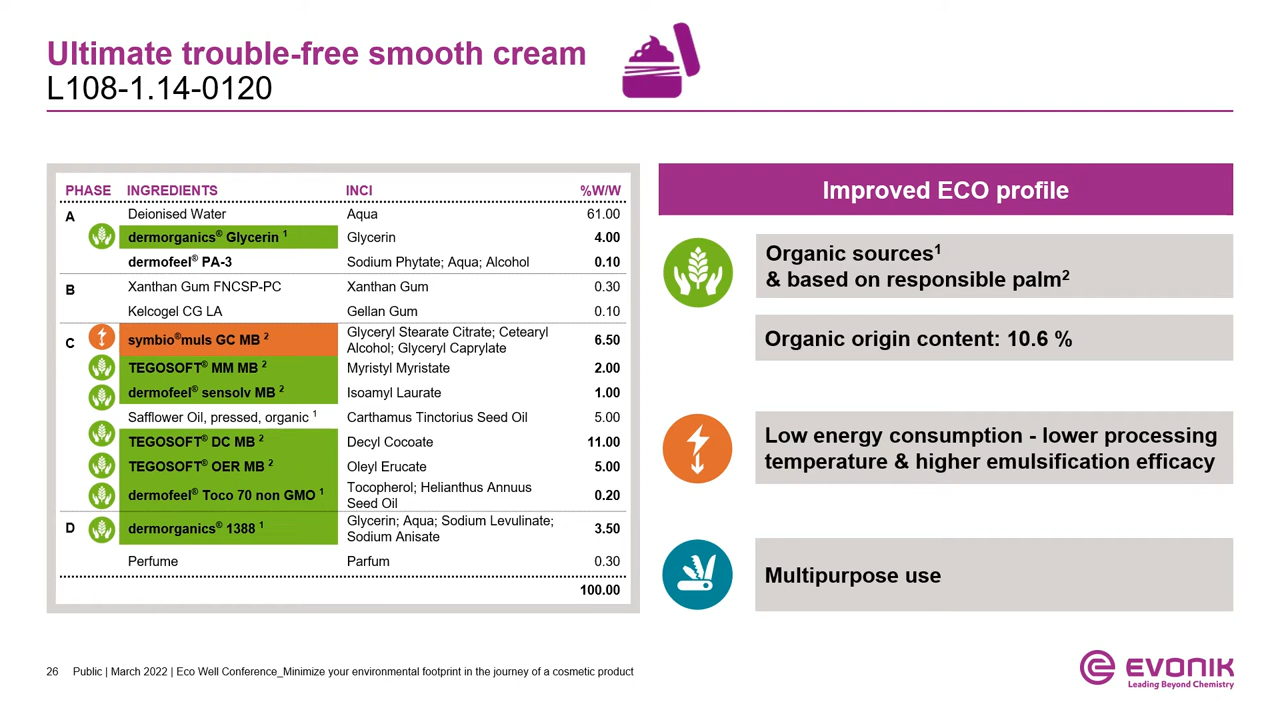 Ultimate trouble-free smooth cream
L108-1.14-0120
PHASE INGREDIENTS INCI %W/W
A Deionised Water Aqua 61.00
dermorganics® Glycerin ¹ Glycerin 4.00
dermofeel® PA-3 Sodium Phytate; Aqua; Alcohol 0.10
B Xanthan Gum FNCSP-PC Xanthan Gum 0.30
Kelcogel CG LA Gellan Gum 0.10
C symbio®muls GC MB ² Glyceryl Stearate Citrate; Cetearyl
Alcohol; Glyceryl Caprylate 6.50
TEGOSOFT® MM MB ² Myristyl Myristate 2.00
dermofeel® sensolv MB ² Isoamyl Laurate 1.00
Safflower Oil, pressed, organic ¹ Carthamus Tinctorius Seed Oil 5.00
TEGOSOFT® DC MB ² Decyl Cocoate 11.00
TEGOSOFT® OER MB ² Oleyl Erucate 5.00
dermofeel® Toco 70 non GMO ¹ Tocopherol; Helianthus Annuus
Seed Oil 0.20
D dermorganics® 1388 ¹ Glycerin; Aqua; Sodium Levulinate;
Sodium Anisate 3.50
Perfume Parfum 0.30
100.00
Improved ECO profile
Organic sources¹
& based on responsible palm²
Organic origin content: 10.6 %
Low energy consumption - lower processing
temperature & higher emulsification efficacy
Multipurpose use
26 Public | March 2022 | Eco Well Conference_Minimize your environmental footprint in the journey of a cosmetic product
EVONIK
Leading Beyond Chemistry